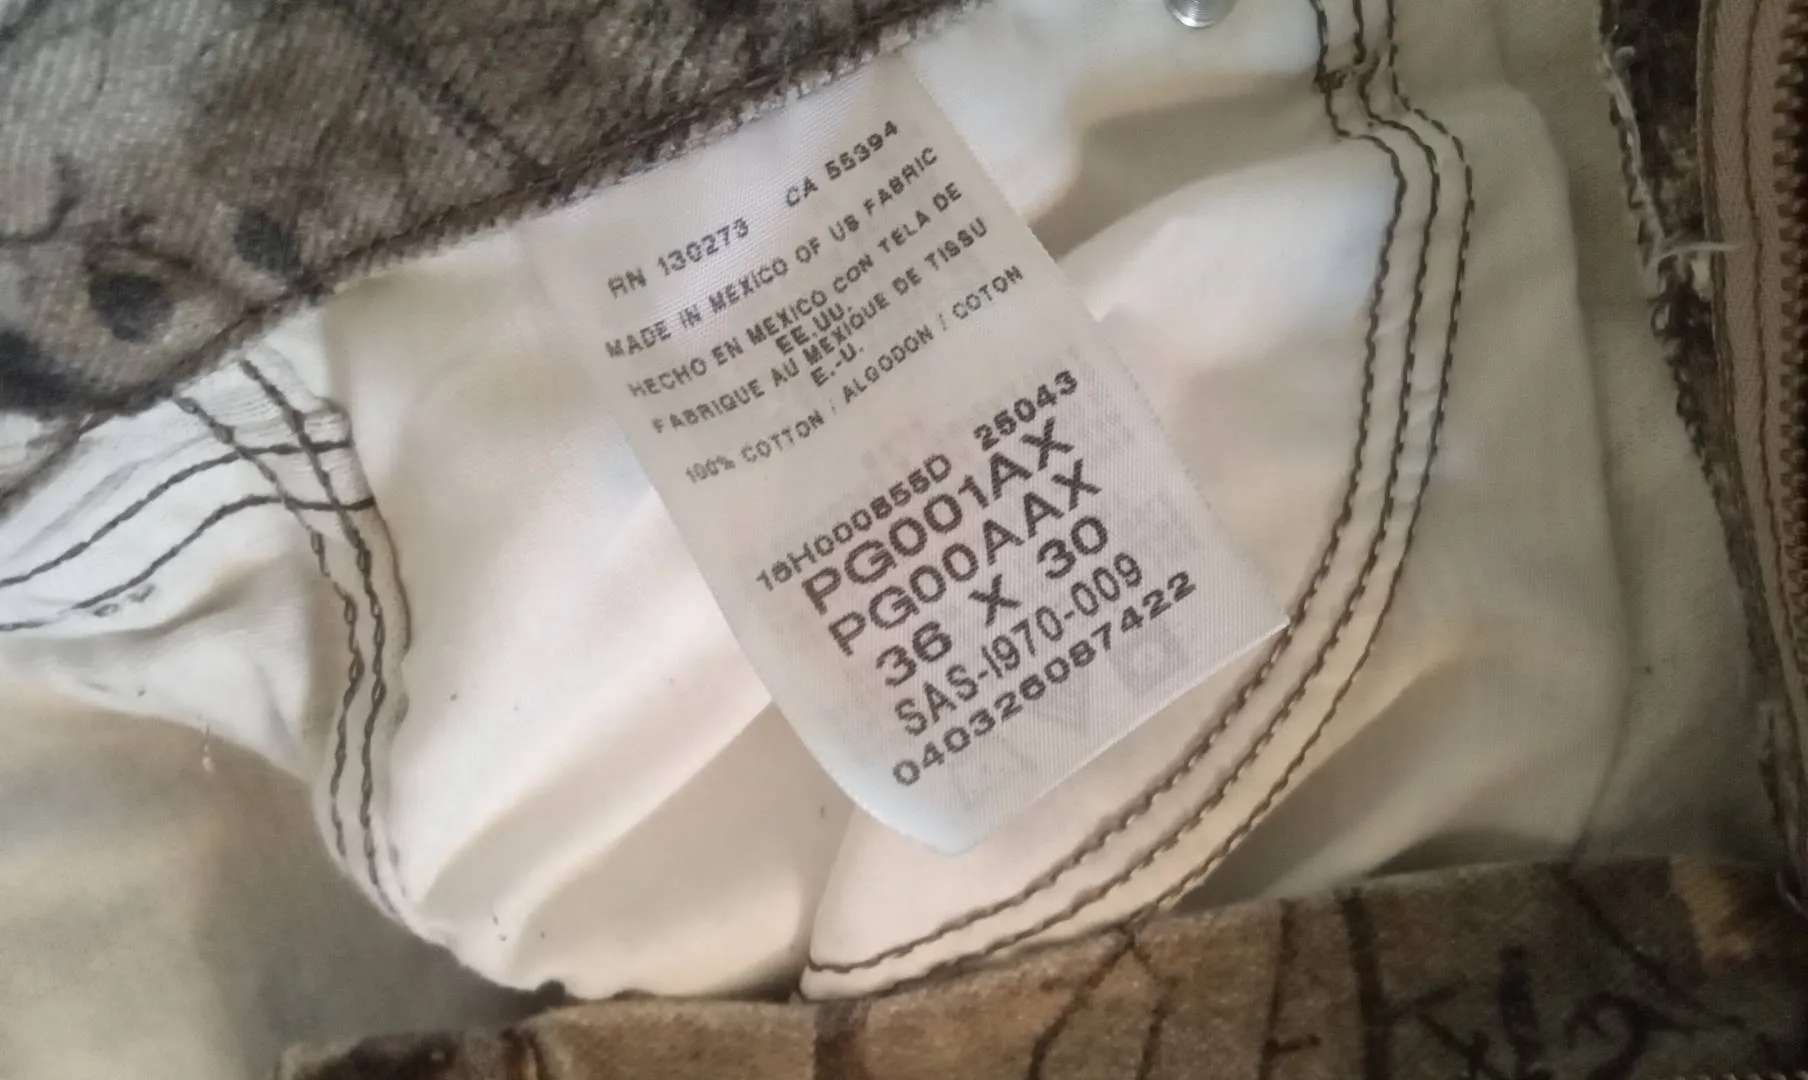 RN 130273 CA 55394
MADE IN MEXICO OF US FABRIC
HECHO EN MEXICO CON TELA DE
EE.UU.
FABRIQUE AU MEXIQUE DE TISSU
E.-U.
100% COTTON / ALGODON / COTON
16H000855D 25043
PG001AX
PG00AAX
36 X 30
SAS-1970-009
040326087422